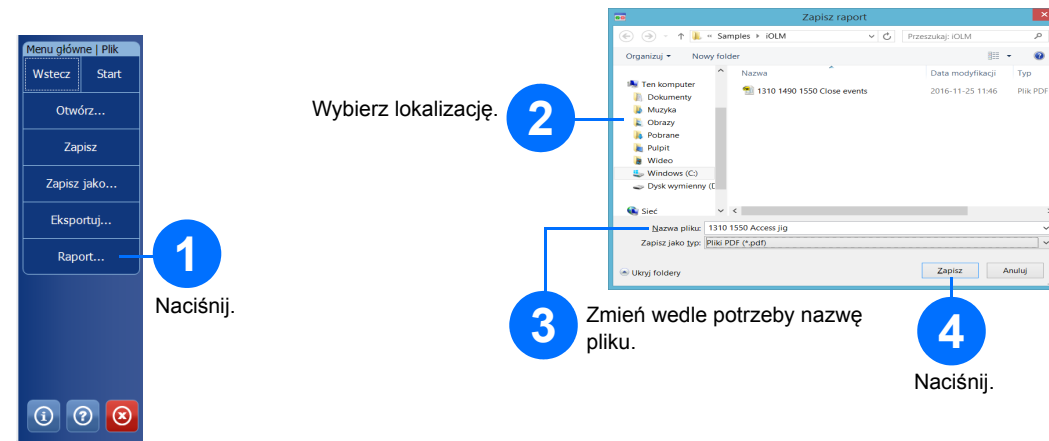 Menu główne | Plik
Wstecz Start
Otwórz...
Zapisz
Zapisz jako...
Eksportuj...
Raport...
1
Naciśnij.
Wybierz lokalizację.
2
Zapisz raport
« Samples iOLM
Przeszukaj: iOLM
Organizuj Nowy folder
Nazwa Data modyfikacji Typ
Ten komputer
1310 1490 1550 Close events 2016-11-25 11:46 Plik PDF
Dokumenty
Muzyka
Obrazy
Pobrane
Pulpit
Wideo
Windows (C:)
Dysk wymienny (D
Sieć
Nazwa pliku: 1310 1550 Access jig
Zapisz jako typ: Pliki PDF (*.pdf)
Ukryj foldery
Zapisz Anuluj
3
Zmień wedle potrzeby nazwę
pliku.
4
Naciśnij.